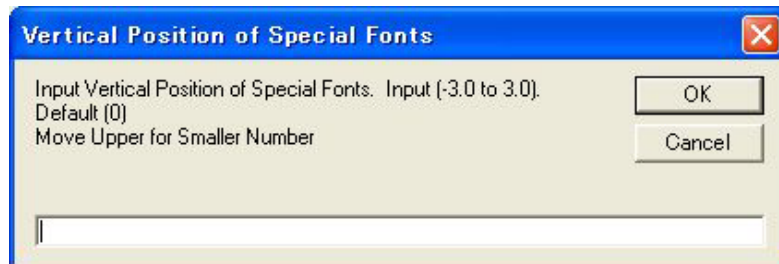 Vertical Position of Special Fonts
Input Vertical Position of Special Fonts.  Input (-3.0 to 3.0).
Default (0)
Move Upper for Smaller Number
OK
Cancel